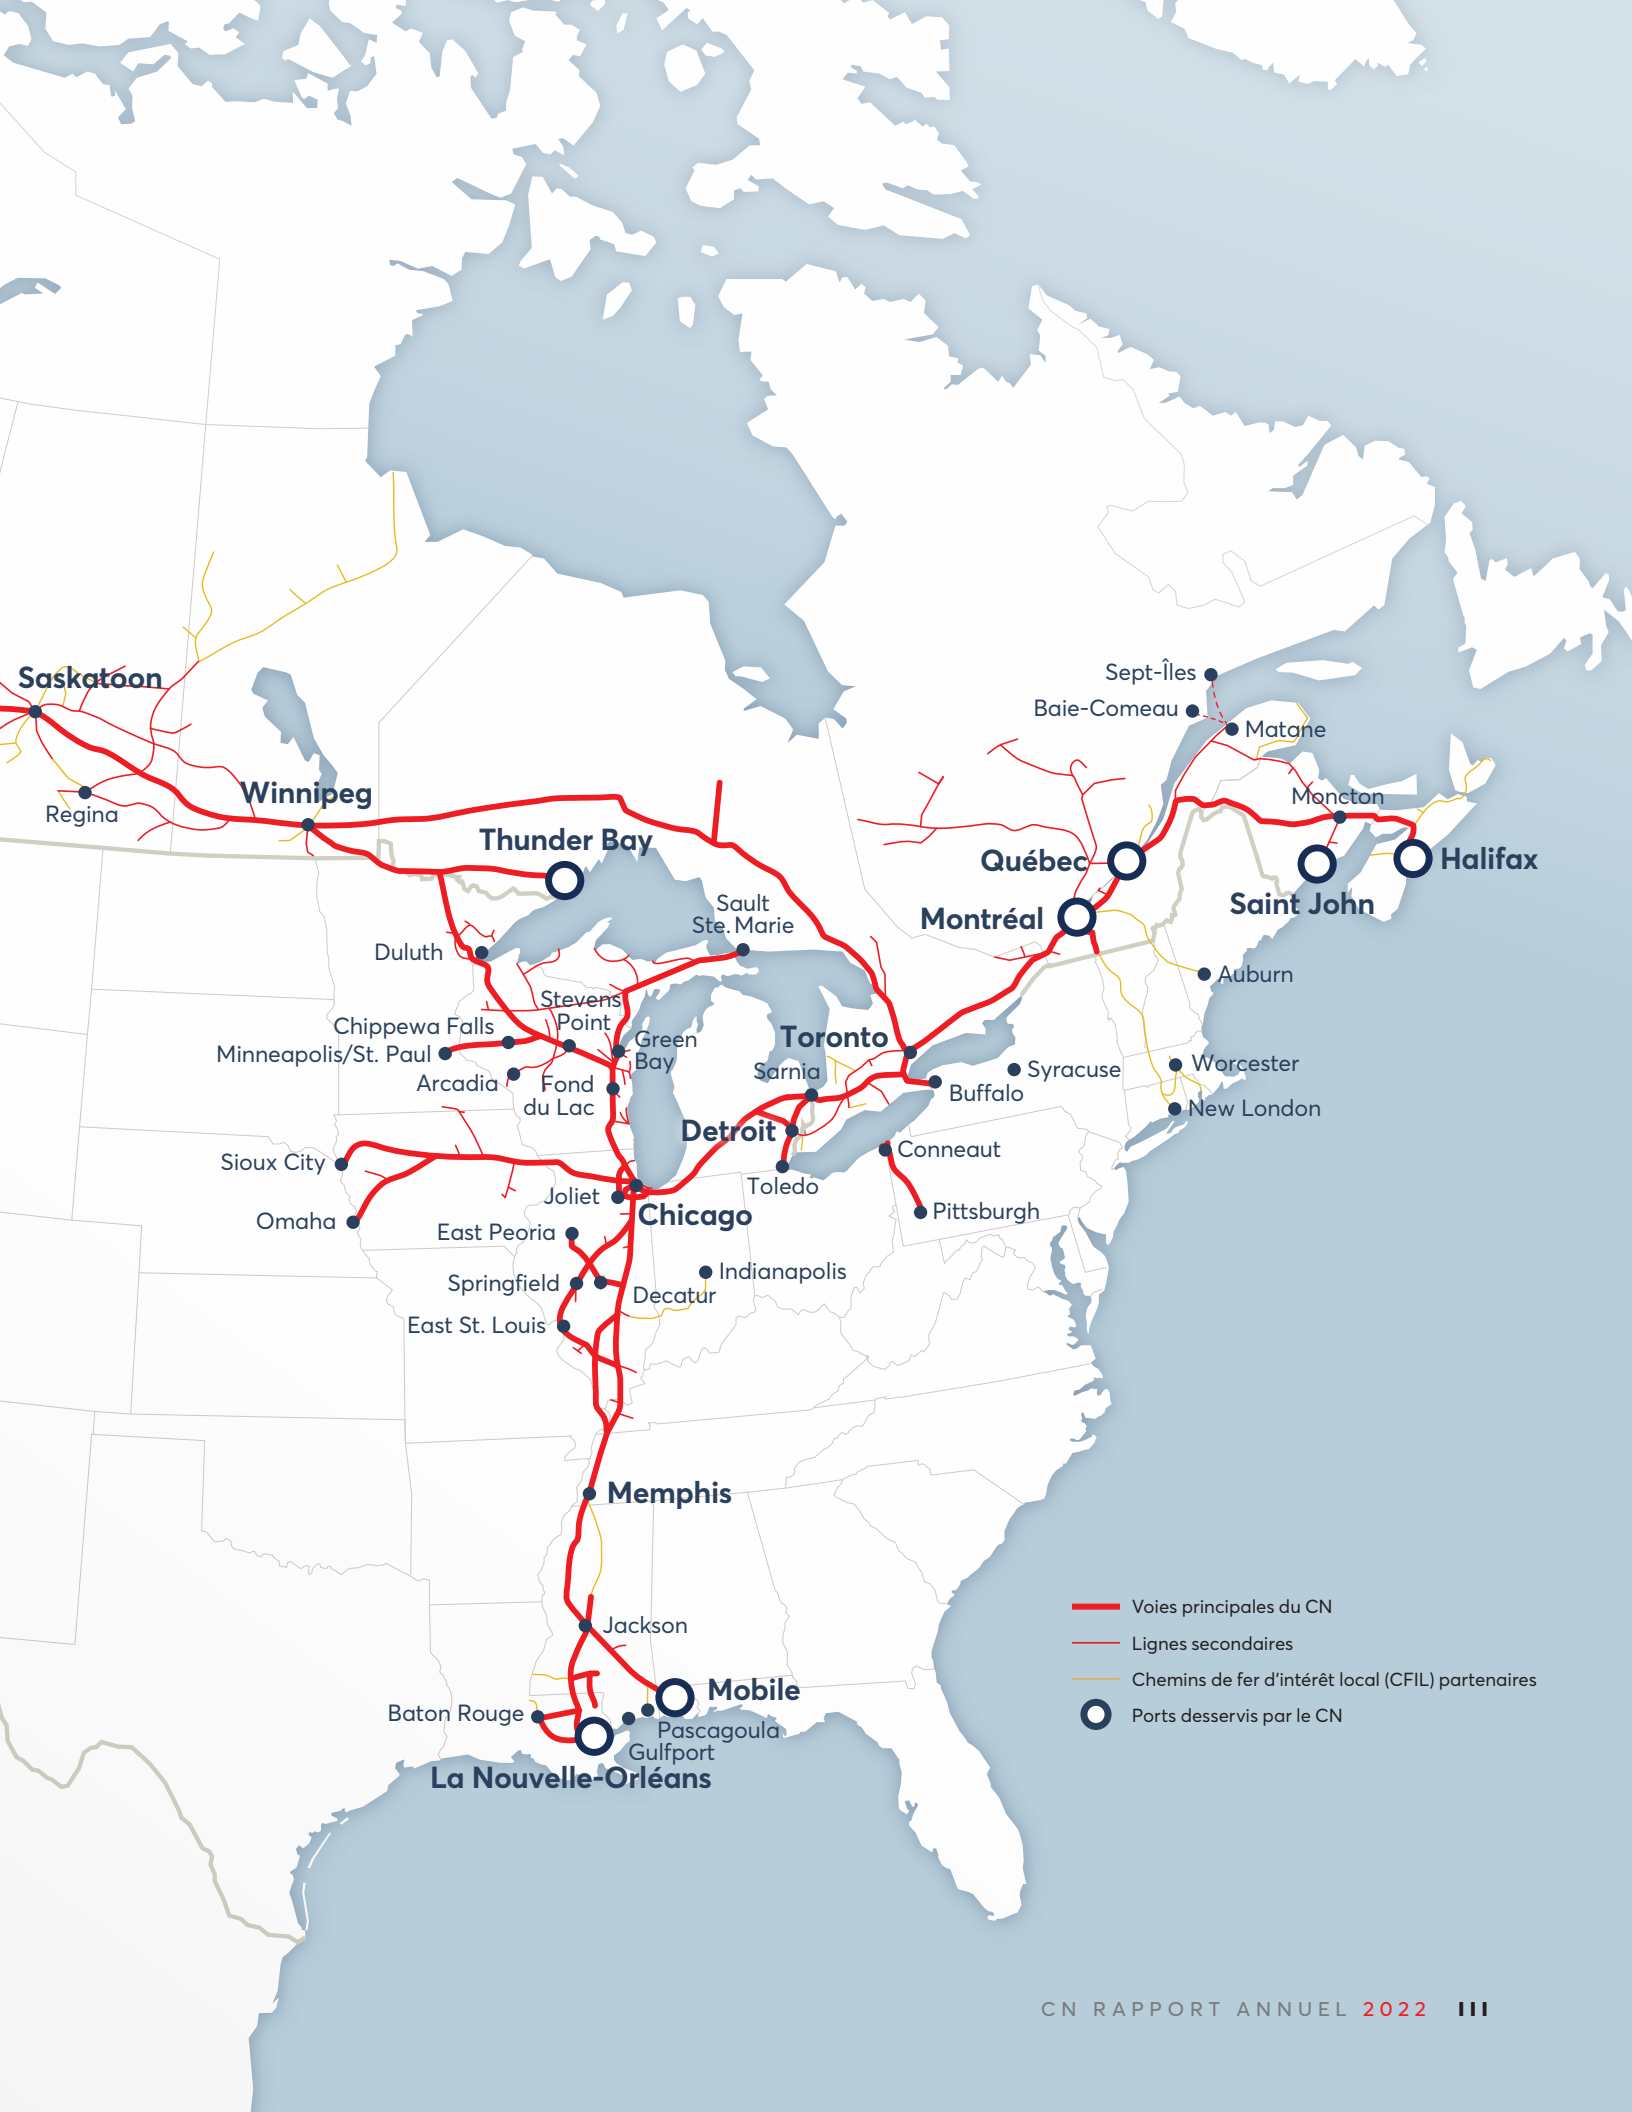 Sept-Îles
Baie-Comeau
Matane
Saskatoon
Winnipeg
Regina
Moncton
Thunder Bay
Québec
Halifax
Sault
Ste. Marie
Montréal
Saint John
Duluth
Auburn
Stevens
Point
Chippewa Falls
Minneapolis/St. Paul
Green
Bay
Toronto
Sarnia
Syracuse
Worcester
Arcadia
Fond
du Lac
Buffalo
New London
Detroit
Conneaut
Sioux City
Joliet
Toledo
Omaha
Chicago
Pittsburgh
East Peoria
Springfield
Decatur
Indianapolis
East St. Louis
Memphis
Jackson
Mobile
Baton Rouge
Pascagoula
Gulfport
La Nouvelle-Orléans
Voies principales du CN
Lignes secondaires
Chemins de fer d'intérêt local (CFIL) partenaires
Ports desservis par le CN
CN RAPPORT ANNUEL 2022 III